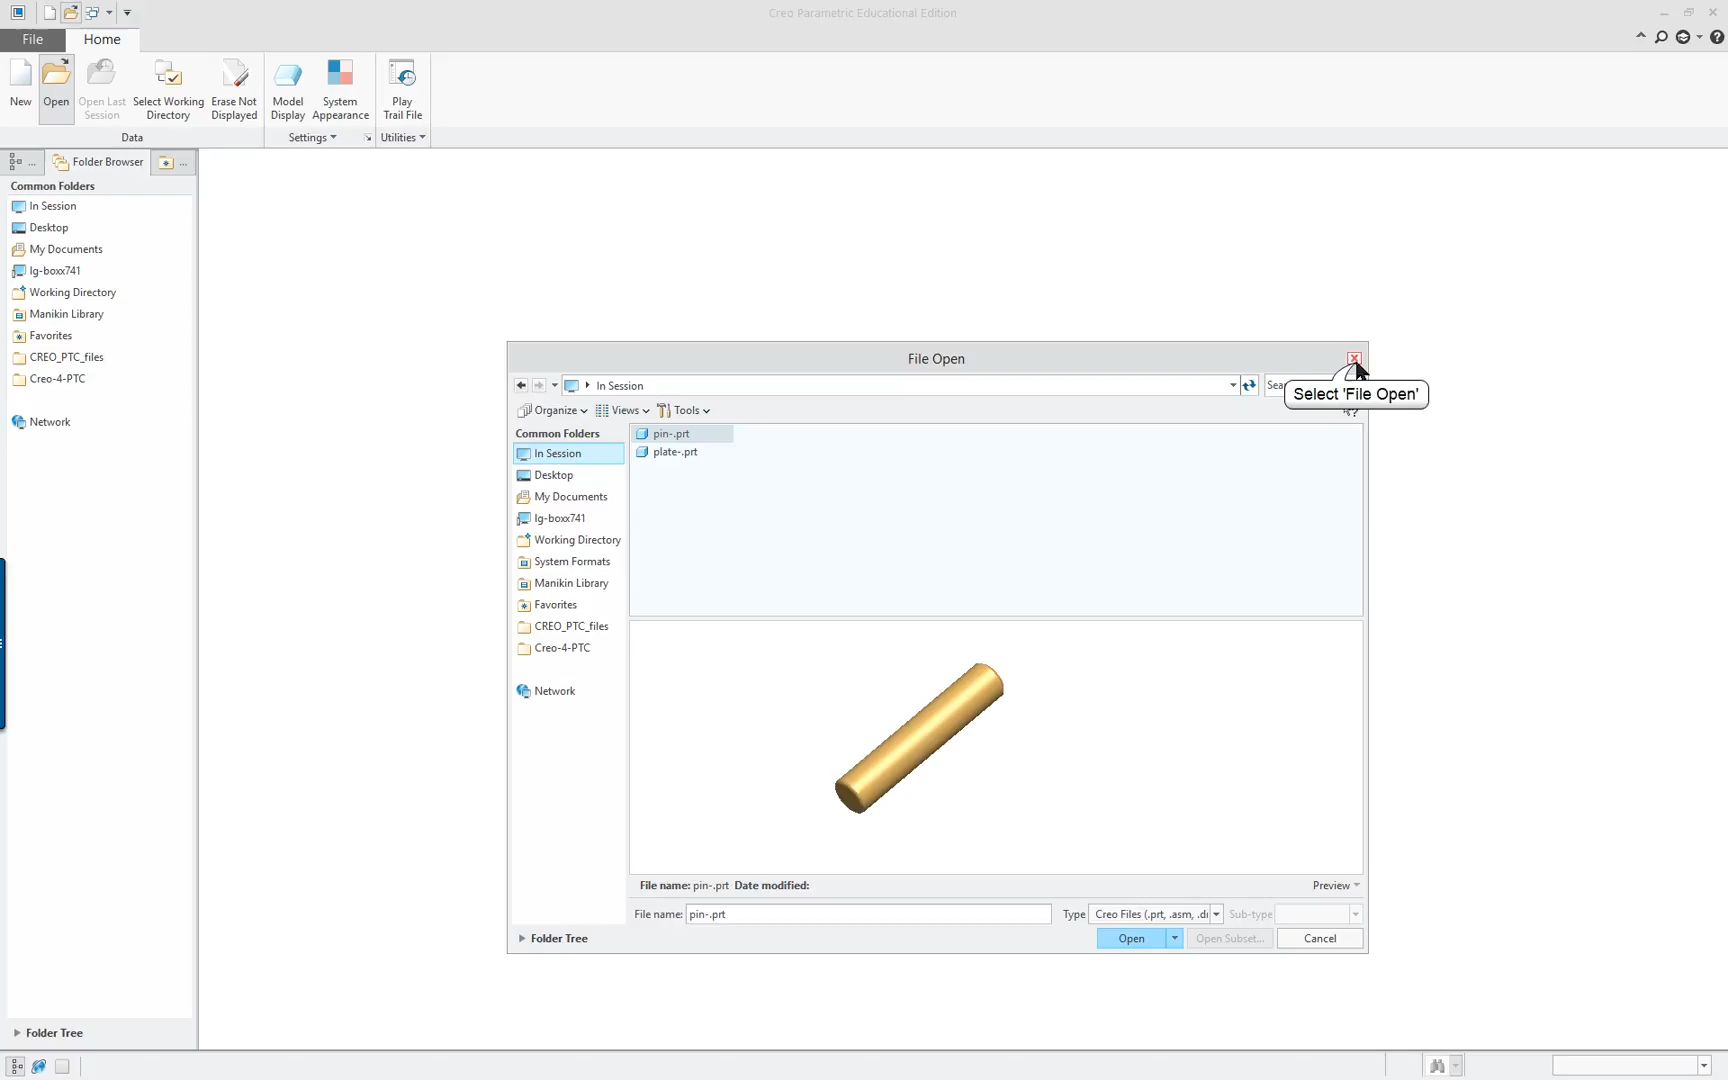 Creo Parametric Educational Edition
File Home
New Open Open Last Session Select Working Directory Erase Not Displayed Model Display System Appearance Play Trail File
Data Settings Utilities
... Folder Browser ...
Common Folders
In Session
Desktop
My Documents
lg-boxx741
Working Directory
Manikin Library
Favorites
CREO_PTC_files
Creo-4-PTC
Network
Folder Tree
File Open
In Session
Select 'File Open'
Organize Views Tools
Common Folders
In Session
Desktop
My Documents
lg-boxx741
Working Directory
System Formats
Manikin Library
Favorites
CREO_PTC_files
Creo-4-PTC
Network
pin-.prt
plate-.prt
File name: pin-.prt Date modified:
Preview
File name: pin-.prt
Type Creo Files (.prt, .asm, Sub-type
Folder Tree
Open Open Subset... Cancel